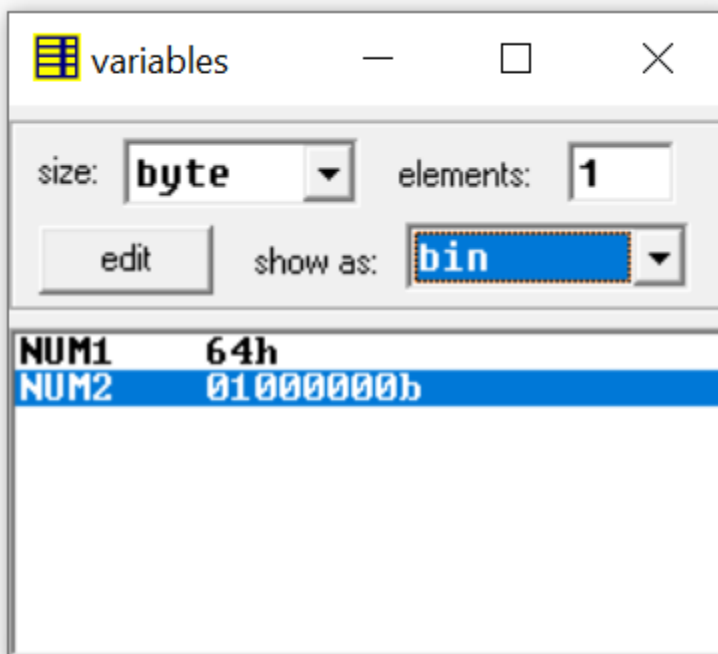 variables
size: byte elements: 1
edit show as: bin
NUM1 64h
NUM2 01000000b